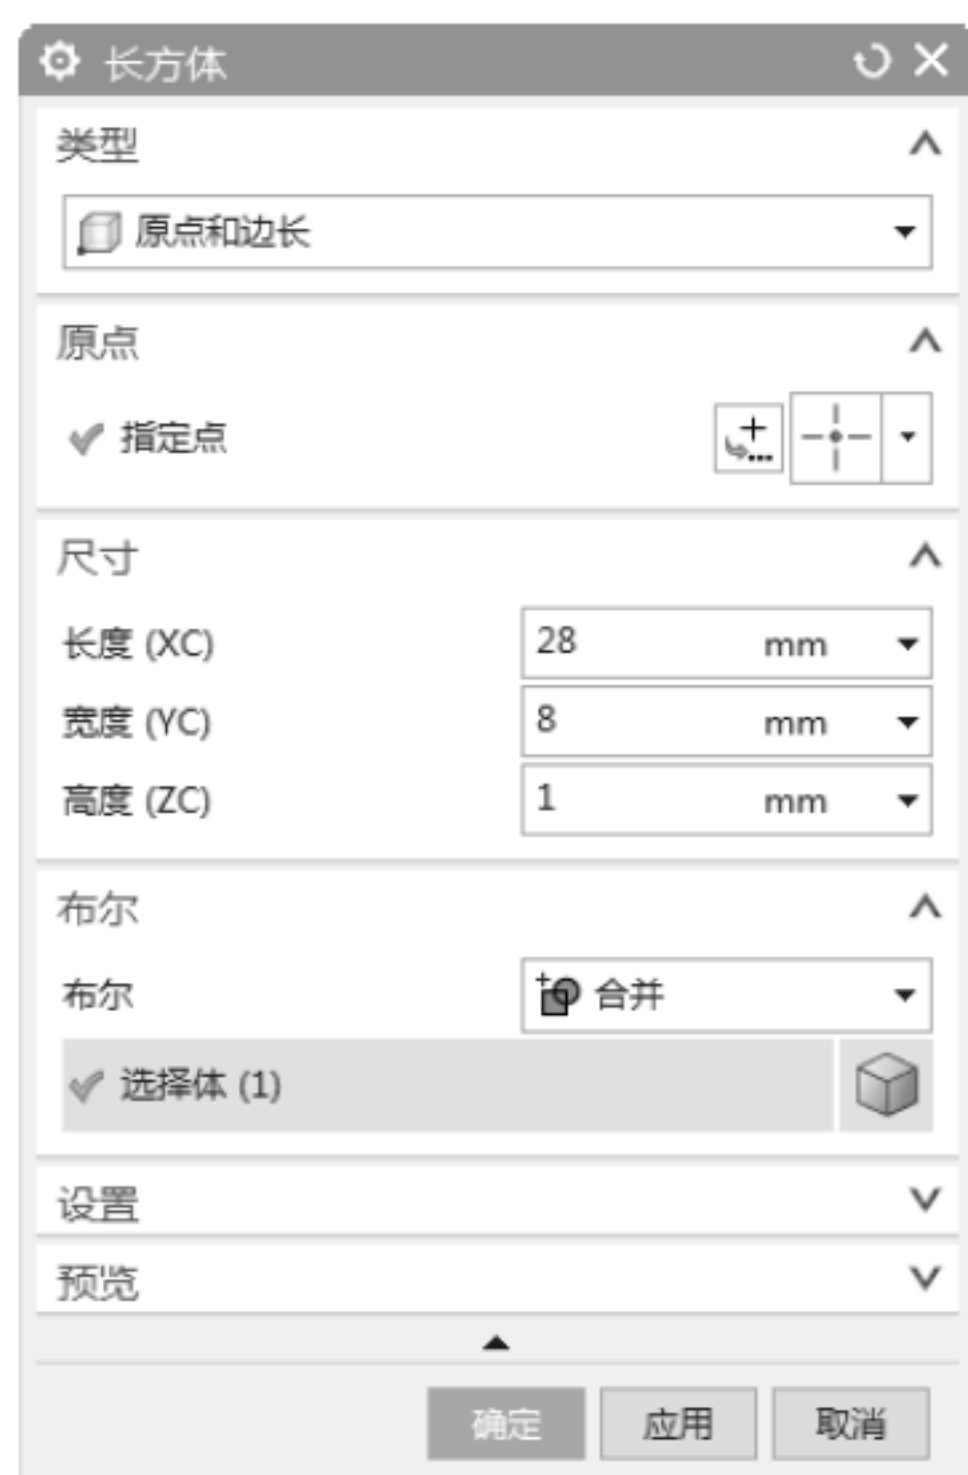 长方体
类型
原点和边长
原点
指定点
尺寸
长度 (XC) 28 mm
宽度 (YC) 8 mm
高度 (ZC) 1 mm
布尔
布尔 合并
选择体 (1)
设置
预览
确定 应用 取消